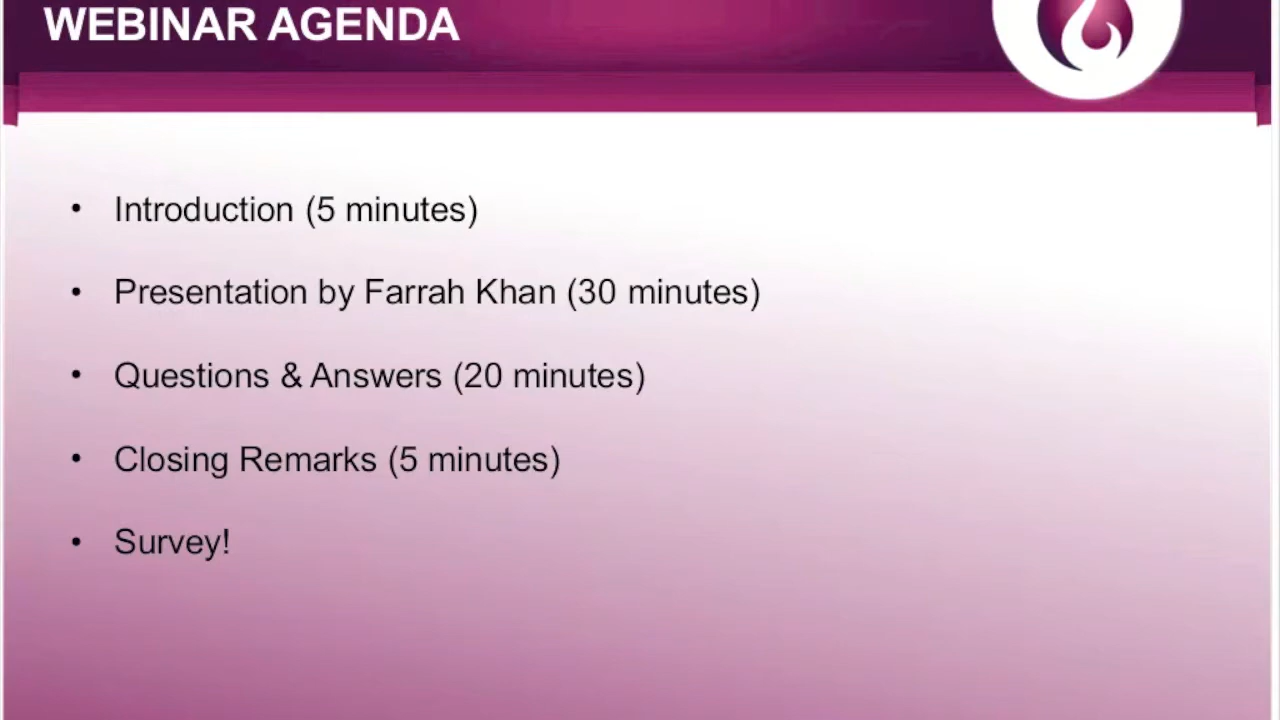 WEBINAR AGENDA
• Introduction (5 minutes)
• Presentation by Farrah Khan (30 minutes)
• Questions & Answers (20 minutes)
• Closing Remarks (5 minutes)
• Survey!